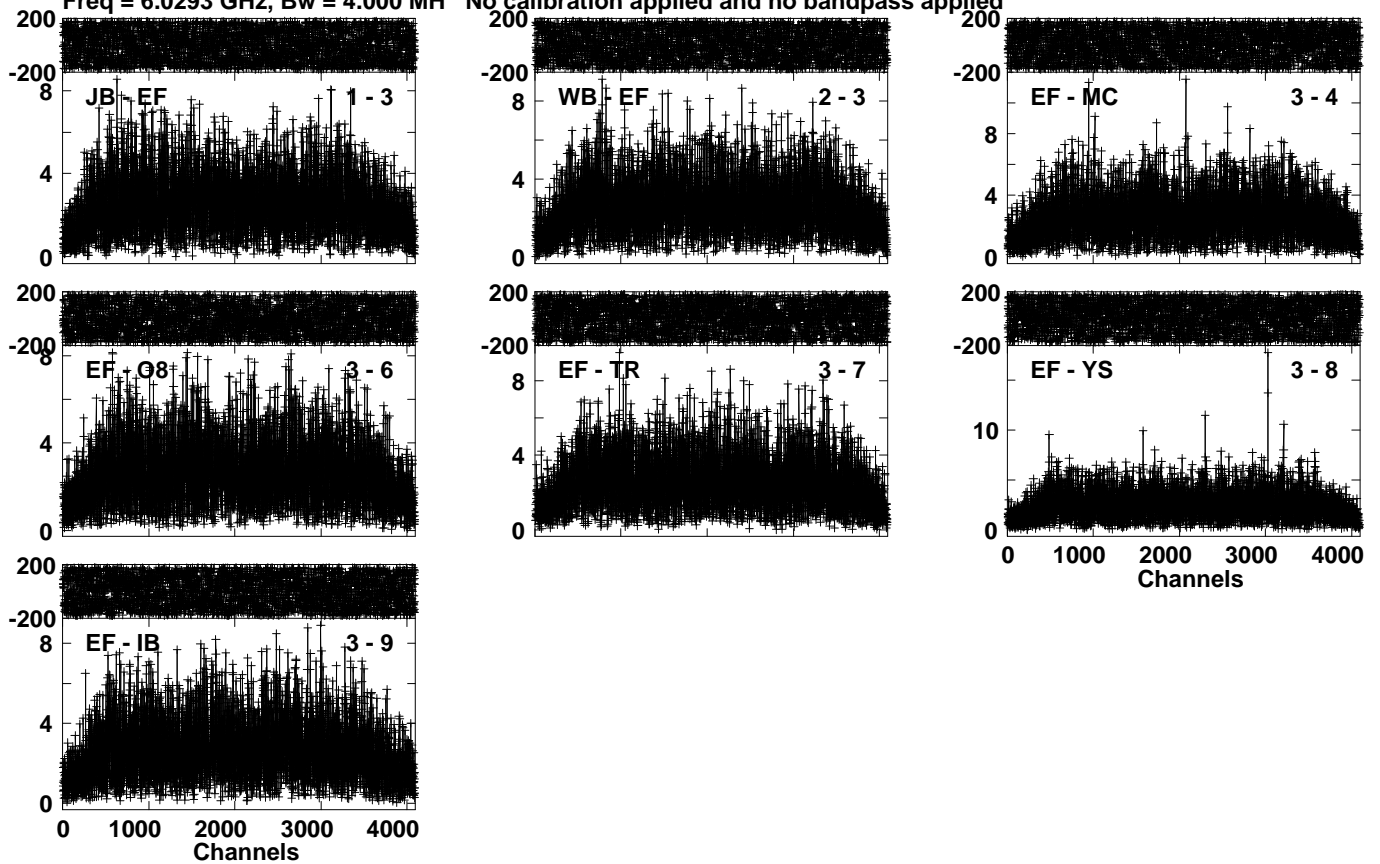 Freq = 6.0293 GHz, Bw = 4.000 MH No calibration applied and no bandpass applied
200
-200
8
4
0
JB - EF
1 - 3
200
-200
8
4
0
WB - EF
2 - 3
200
-200
8
4
0
EF - MC
3 - 4
200
-200
8
4
0
EF - O8
3 - 6
200
-200
8
4
0
EF - TR
3 - 7
200
-200
10
0
EF - YS
3 - 8
0 1000 2000 3000 4000
Channels
200
-200
8
4
0
EF - IB
3 - 9
0 1000 2000 3000 4000
Channels